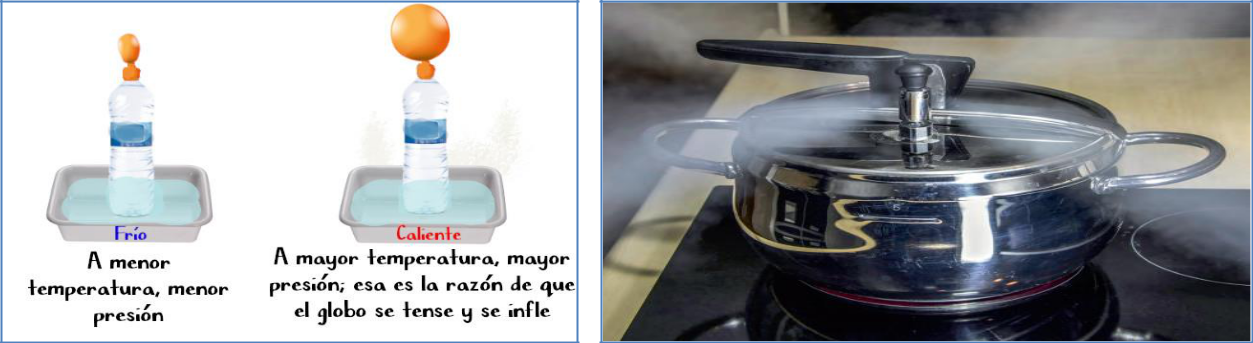 Frío
A menor
temperatura, menor
presión
Caliente
A mayor temperatura, mayor
presión; esa es la razón de que
el globo se tense y se infle